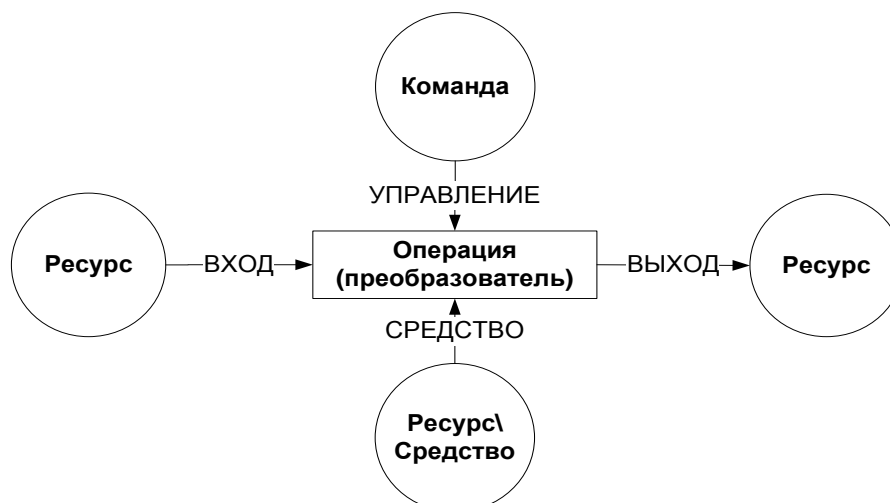 Команда
УПРАВЛЕНИЕ
Ресурс
ВХОД
Операция
(преобразователь)
ВЫХОД
Ресурс
СРЕДСТВО
Ресурс\
Средство